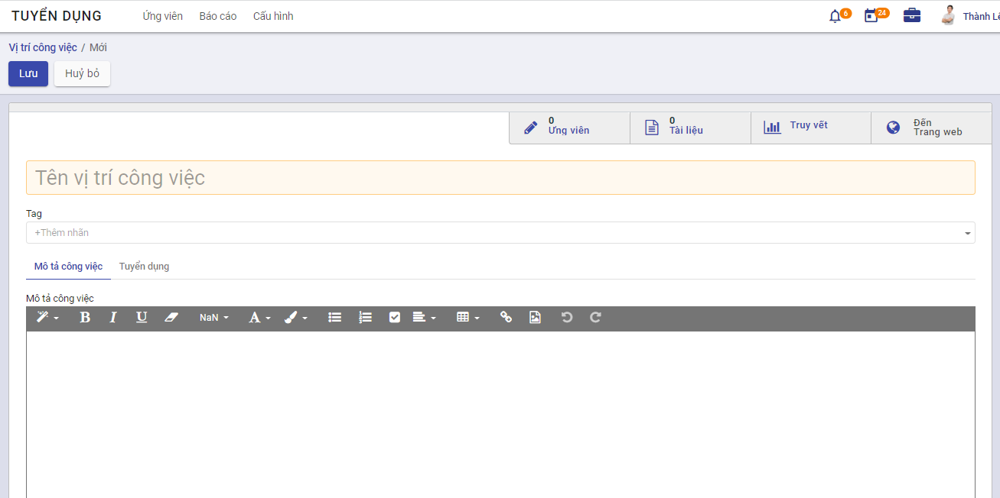 TUYỂN DỤNG Ứng viên Báo cáo Cấu hình 6 24 Thành Lê
Vị trí công việc / Mới
Lưu Huỷ bỏ
0
Ứng viên
0
Tài liệu
Truy vết
Đến
Trang web
Tên vị trí công việc
Tag
+Thêm nhãn
Mô tả công việc Tuyển dụng
Mô tả công việc
B I U NaN A